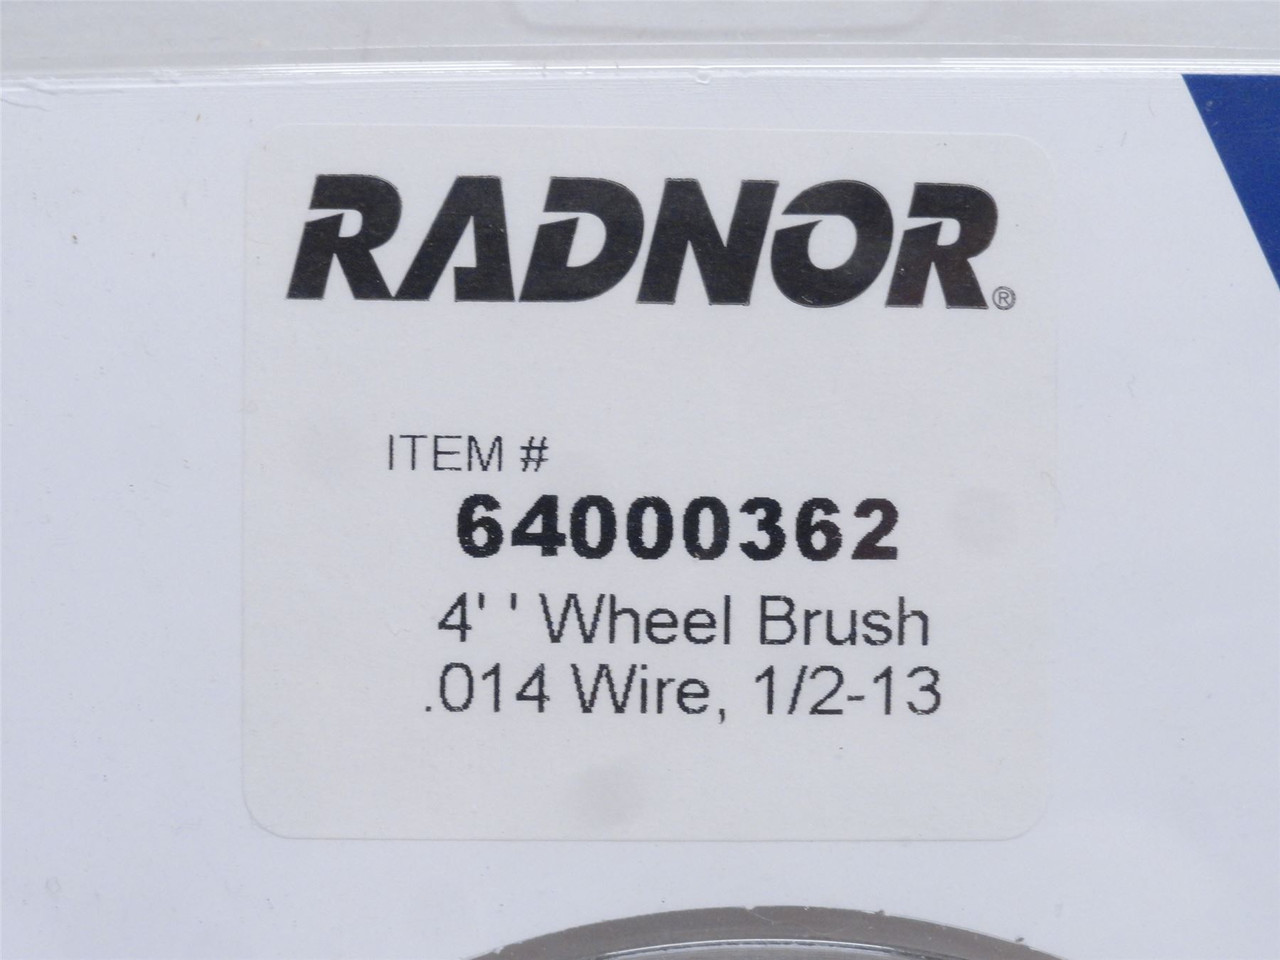 RADNOR®
ITEM #
64000362
4' ' Wheel Brush
.014 Wire, 1/2-13